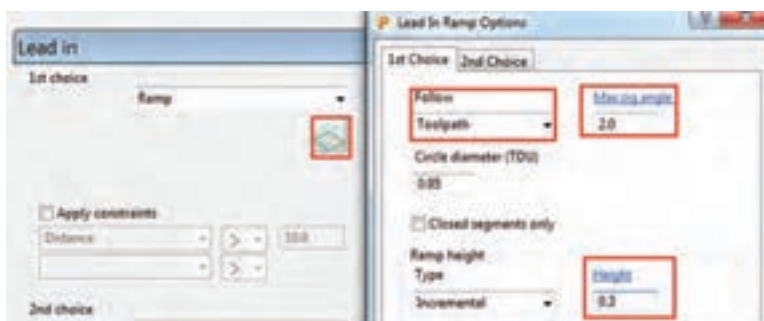 Lead in
1st choice
Ramp
Apply constraints
Distance > 10.0
>
2nd choice
Lead In Ramp Options
1st Choice 2nd Choice
Follow
Toolpath
Max zig angle
2.0
Circle diameter (TDU)
0.95
Closed segments only
Ramp height
Type
Incremental
Height
0.3